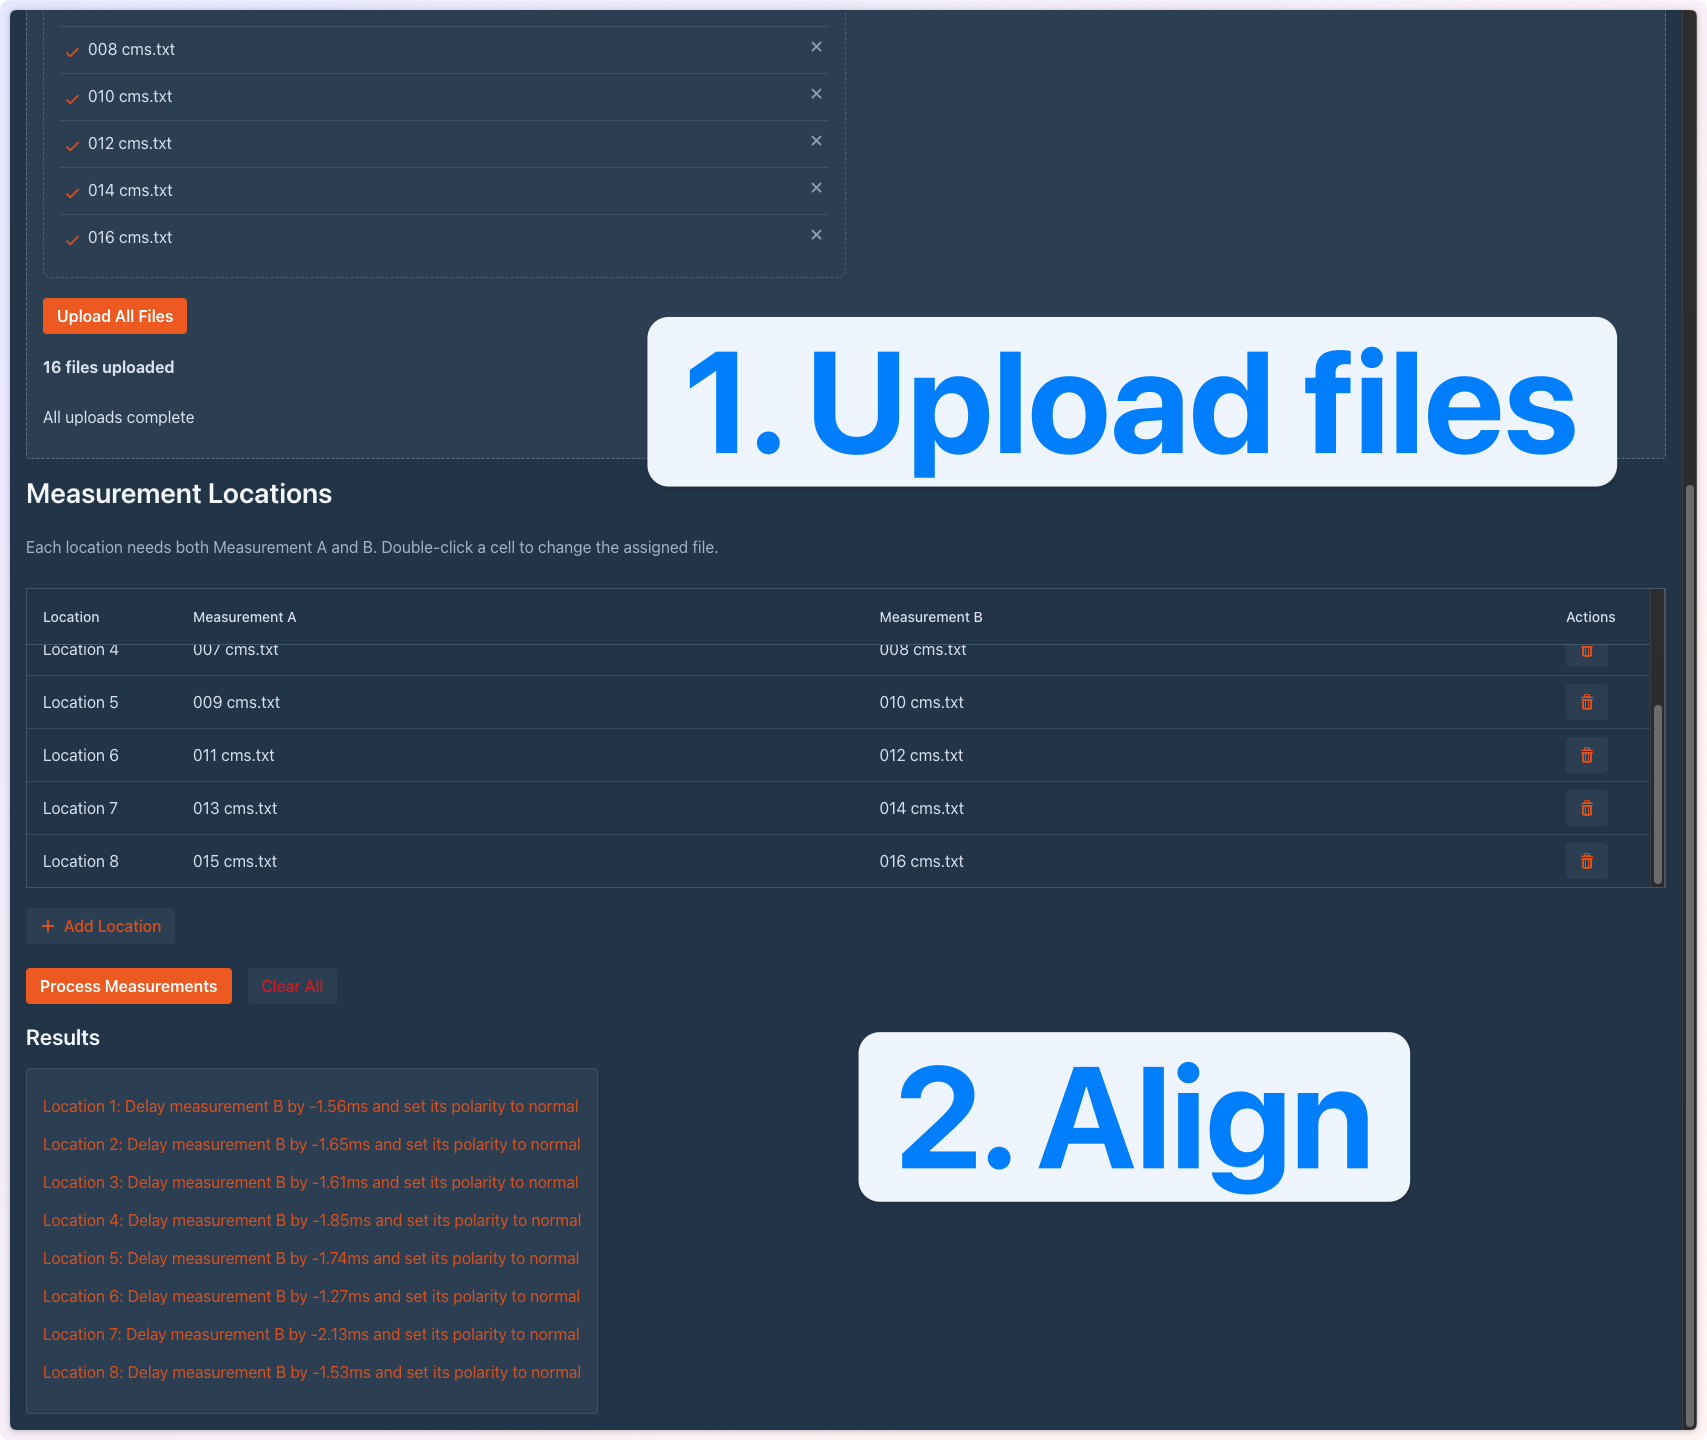 008 cms.txt
010 cms.txt
012 cms.txt
014 cms.txt
016 cms.txt
Upload All Files
16 files uploaded
All uploads complete
1. Upload files
Measurement Locations
Each location needs both Measurement A and B. Double-click a cell to change the assigned file.
Location Measurement A Measurement B Actions
Location 4 007 cms.txt 008 cms.txt
Location 5 009 cms.txt 010 cms.txt
Location 6 011 cms.txt 012 cms.txt
Location 7 013 cms.txt 014 cms.txt
Location 8 015 cms.txt 016 cms.txt
+ Add Location
Process Measurements Clear All
Results
2. Align
Location 1: Delay measurement B by -1.56ms and set its polarity to normal
Location 2: Delay measurement B by -1.65ms and set its polarity to normal
Location 3: Delay measurement B by -1.61ms and set its polarity to normal
Location 4: Delay measurement B by -1.85ms and set its polarity to normal
Location 5: Delay measurement B by -1.74ms and set its polarity to normal
Location 6: Delay measurement B by -1.27ms and set its polarity to normal
Location 7: Delay measurement B by -2.13ms and set its polarity to normal
Location 8: Delay measurement B by -1.53ms and set its polarity to normal